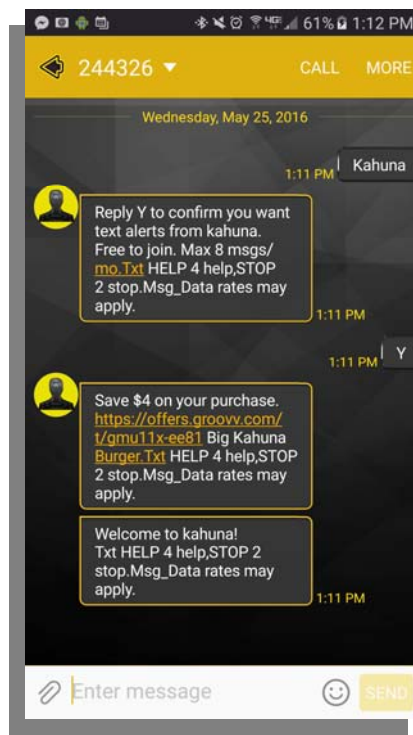 61% 1:12 PM
244326 CALL MORE
Wednesday, May 25, 2016
Kahuna
1:11 PM
Reply Y to confirm you want
text alerts from kahuna.
Free to join. Max 8 msgs/
mo.Txt HELP 4 help,STOP
2 stop.Msg_Data rates may
apply.
1:11 PM
Y
1:11 PM
Save $4 on your purchase.
https://offers.groovv.com/
t/gmu11x-ee81 Big Kahuna
Burger.Txt HELP 4 help,STOP
2 stop.Msg_Data rates may
apply.
Welcome to kahuna!
Txt HELP 4 help,STOP 2
stop.Msg_Data rates may
apply.
1:11 PM
Enter message SEND